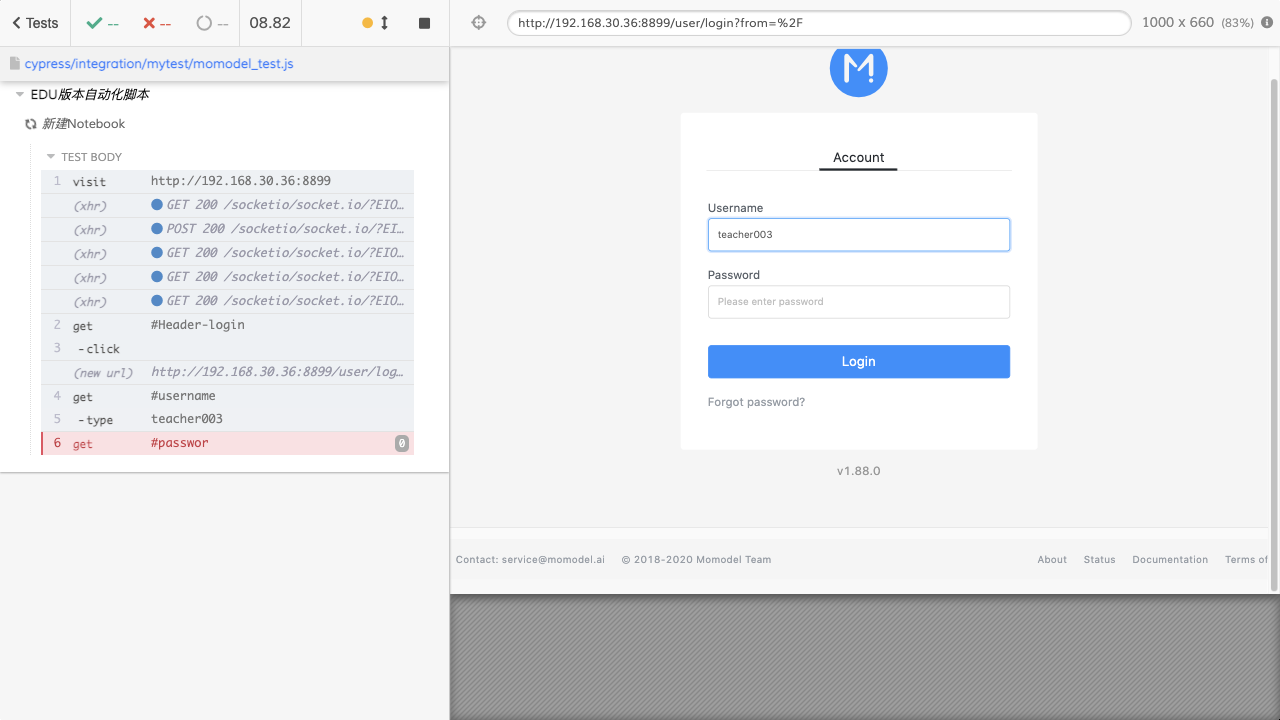 Tests -- -- -- 08.82 http://192.168.30.36:8899/user/login?from=%2F 1000 x 660 (83%)
cypress/integration/mytest/momodel_test.js
EDU版本自动化脚本
新建Notebook
TEST BODY
1 visit http://192.168.30.36:8899
(xhr) GET 200 /socketio/socket.io/?EIO…
(xhr) POST 200 /socketio/socket.io/?EI…
(xhr) GET 200 /socketio/socket.io/?EIO…
(xhr) GET 200 /socketio/socket.io/?EIO…
(xhr) GET 200 /socketio/socket.io/?EIO…
2 get #Header-login
3 -click
(new url) http://192.168.30.36:8899/user/log…
4 get #username
5 -type teacher003
6 get #passwor 0
M!
Account
Username
teacher003
Password
Please enter password
Login
Forgot password?
v1.88.0
Contact: service@momodel.ai © 2018-2020 Momodel Team About Status Documentation Terms of